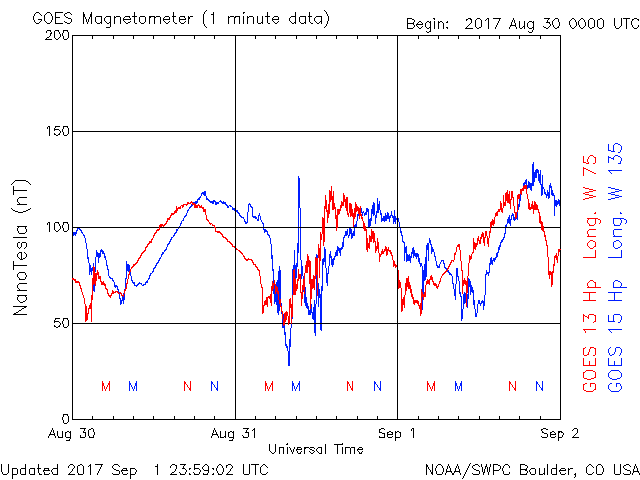 GOES Magnetometer (1 minute data)
Begin: 2017 Aug 30 0000 UTC
200
150
100
50
0
NanoTesla (nT)
M M N N M M N N M M N N
Aug 30 Aug 31 Sep 1 Sep 2
Universal Time
GOES 13 Hp Long. W 75
GOES 15 Hp Long. W 135
Updated 2017 Sep 1 23:59:02 UTC
NOAA/SWPC Boulder, CO USA